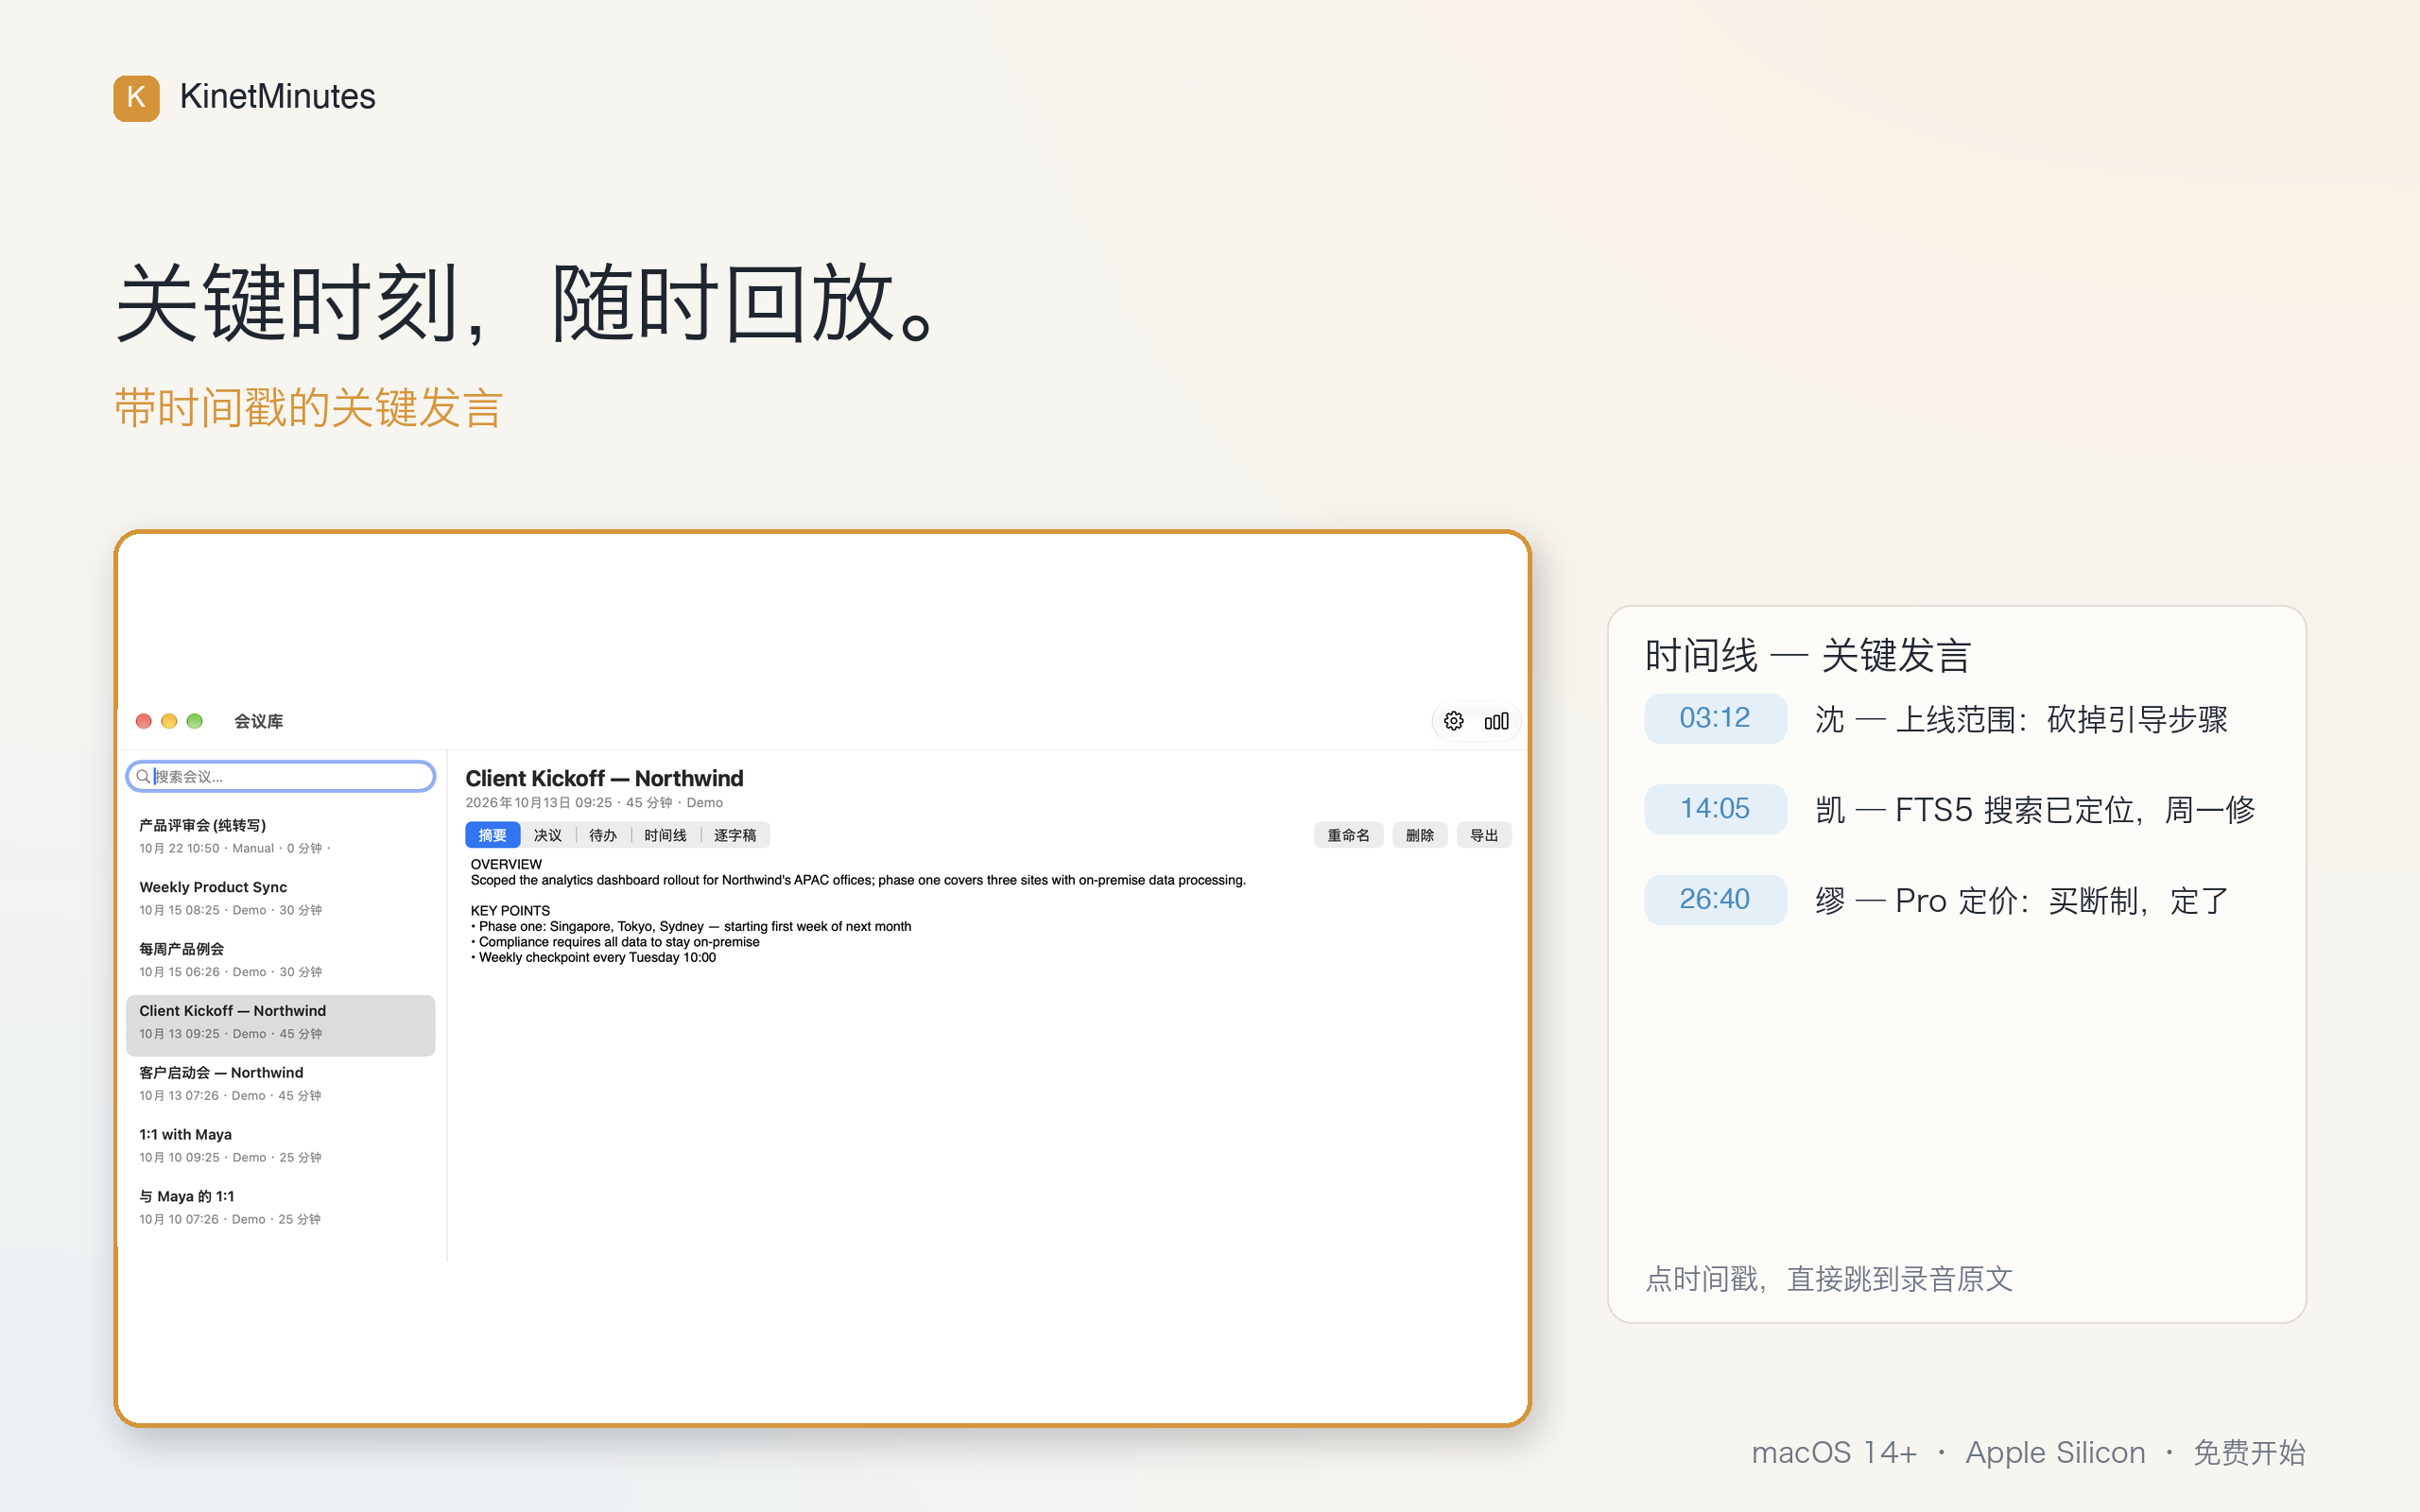 K KinetMinutes
关键时刻，随时回放。
带时间戳的关键发言
会议库
搜索会议...
产品评审会 (纯转写)
10月 22 10:50 · Manual · 0 分钟 ·
Weekly Product Sync
10月 15 08:25 · Demo · 30 分钟
每周产品例会
10月 15 06:26 · Demo · 30 分钟
Client Kickoff — Northwind
10月 13 09:25 · Demo · 45 分钟
客户启动会 — Northwind
10月 13 07:26 · Demo · 45 分钟
1:1 with Maya
10月 10 09:25 · Demo · 25 分钟
与 Maya 的 1:1
10月 10 07:26 · Demo · 25 分钟
Client Kickoff — Northwind
2026年10月13日 09:25 · 45 分钟 · Demo
摘要 决议 待办 时间线 逐字稿 重命名 删除 导出
OVERVIEW
Scoped the analytics dashboard rollout for Northwind's APAC offices; phase one covers three sites with on-premise data processing.
KEY POINTS
• Phase one: Singapore, Tokyo, Sydney — starting first week of next month
• Compliance requires all data to stay on-premise
• Weekly checkpoint every Tuesday 10:00
时间线 — 关键发言
03:12 沈 — 上线范围：砍掉引导步骤
14:05 凯 — FTS5 搜索已定位，周一修
26:40 缪 — Pro 定价：买断制，定了
点时间戳，直接跳到录音原文
macOS 14+ · Apple Silicon · 免费开始